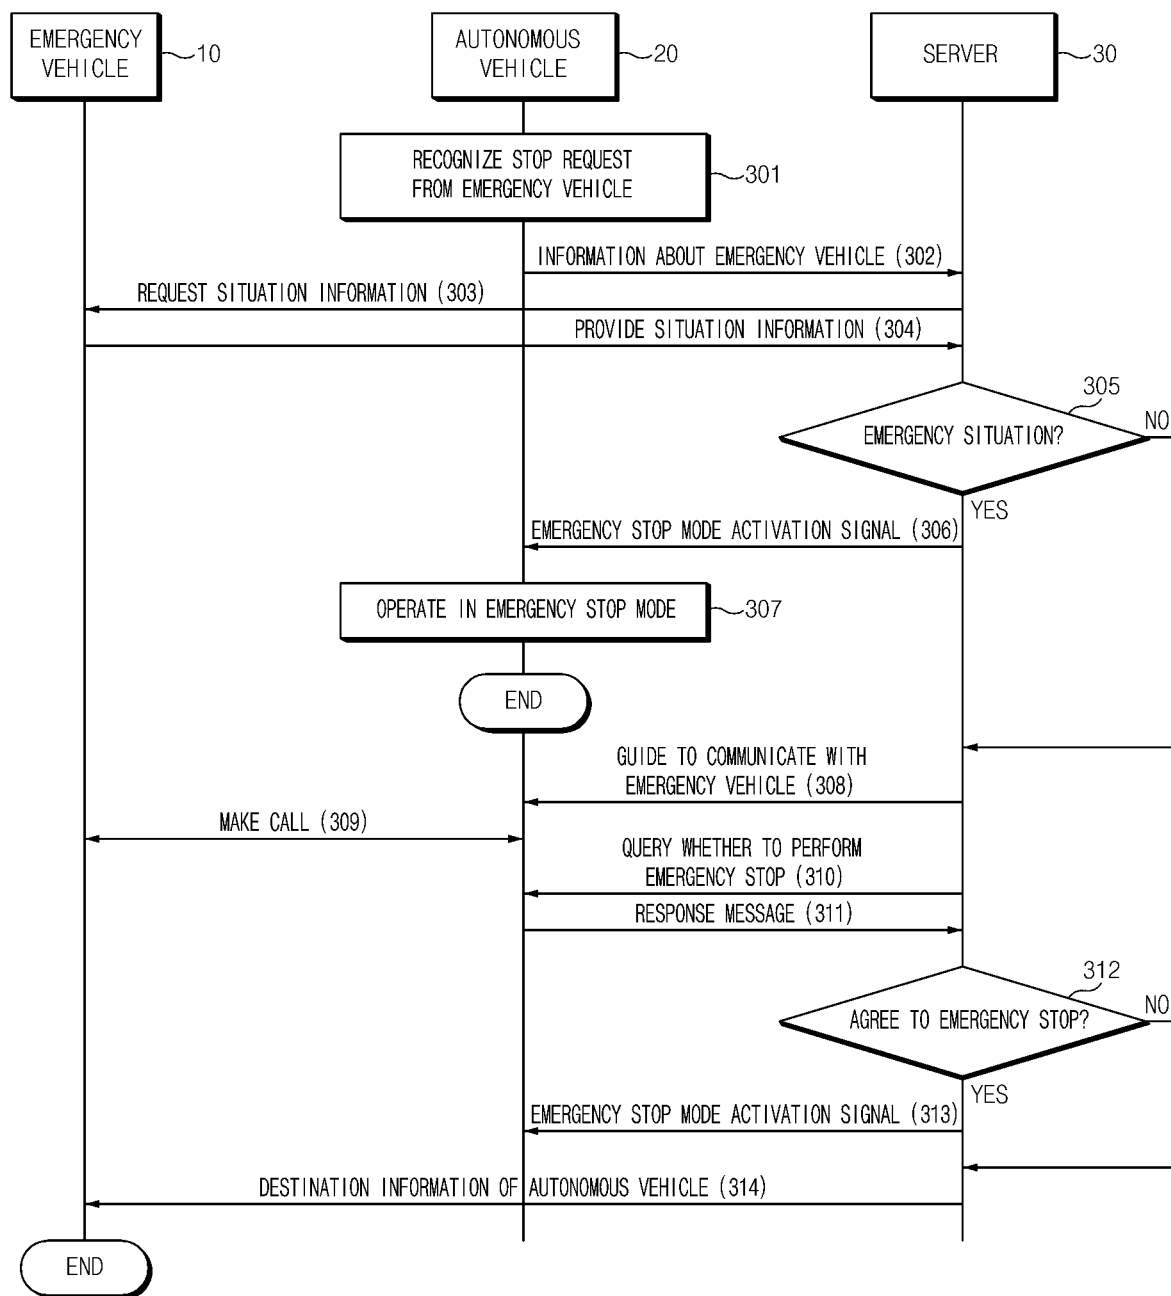 EMERGENCY
VEHICLE
10
AUTONOMOUS
VEHICLE
20
SERVER
30
RECOGNIZE STOP REQUEST
FROM EMERGENCY VEHICLE
301
INFORMATION ABOUT EMERGENCY VEHICLE (302)
REQUEST SITUATION INFORMATION (303)
PROVIDE SITUATION INFORMATION (304)
305
EMERGENCY SITUATION?
NO
YES
EMERGENCY STOP MODE ACTIVATION SIGNAL (306)
OPERATE IN EMERGENCY STOP MODE
307
END
GUIDE TO COMMUNICATE WITH
EMERGENCY VEHICLE (308)
MAKE CALL (309)
QUERY WHETHER TO PERFORM
EMERGENCY STOP (310)
RESPONSE MESSAGE (311)
312
AGREE TO EMERGENCY STOP?
NO
YES
EMERGENCY STOP MODE ACTIVATION SIGNAL (313)
DESTINATION INFORMATION OF AUTONOMOUS VEHICLE (314)
END